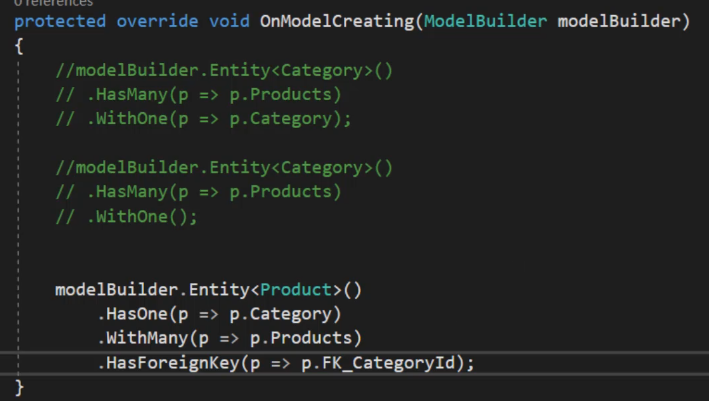 0 references
protected override void OnModelCreating(ModelBuilder modelBuilder)
{
//modelBuilder.Entity<Category>()
// .HasMany(p => p.Products)
// .WithOne(p => p.Category);
//modelBuilder.Entity<Category>()
// .HasMany(p => p.Products)
// .WithOne();
modelBuilder.Entity<Product>()
.HasOne(p => p.Category)
.WithMany(p => p.Products)
.HasForeignKey(p => p.FK_CategoryId);
}